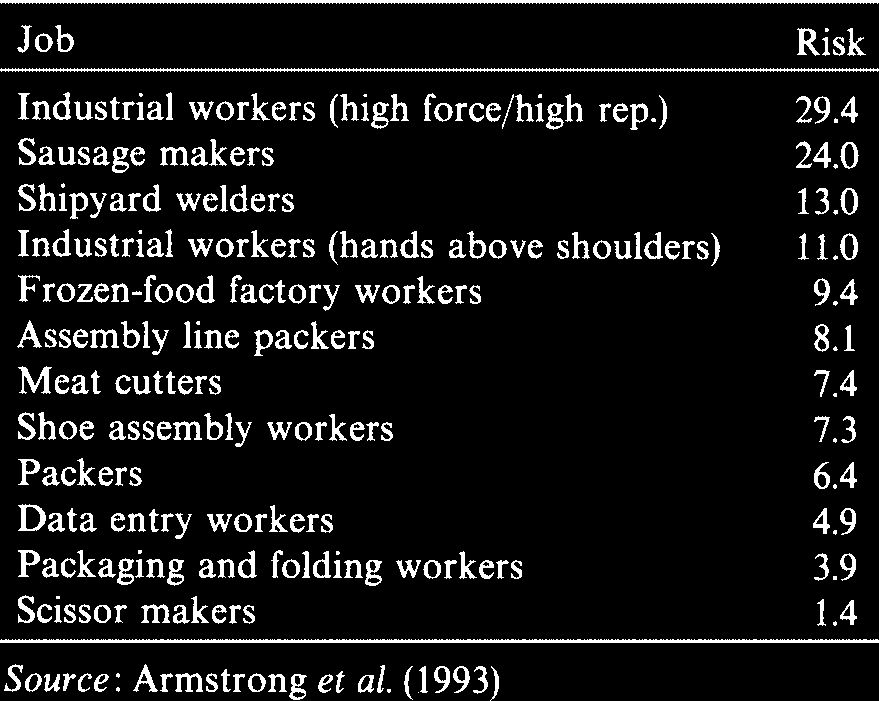 Job Risk
Industrial workers (high force/high rep.) 29.4
Sausage makers 24.0
Shipyard welders 13.0
Industrial workers (hands above shoulders) 11.0
Frozen-food factory workers 9.4
Assembly line packers 8.1
Meat cutters 7.4
Shoe assembly workers 7.3
Packers 6.4
Data entry workers 4.9
Packaging and folding workers 3.9
Scissor makers 1.4
Source: Armstrong et al. (1993)